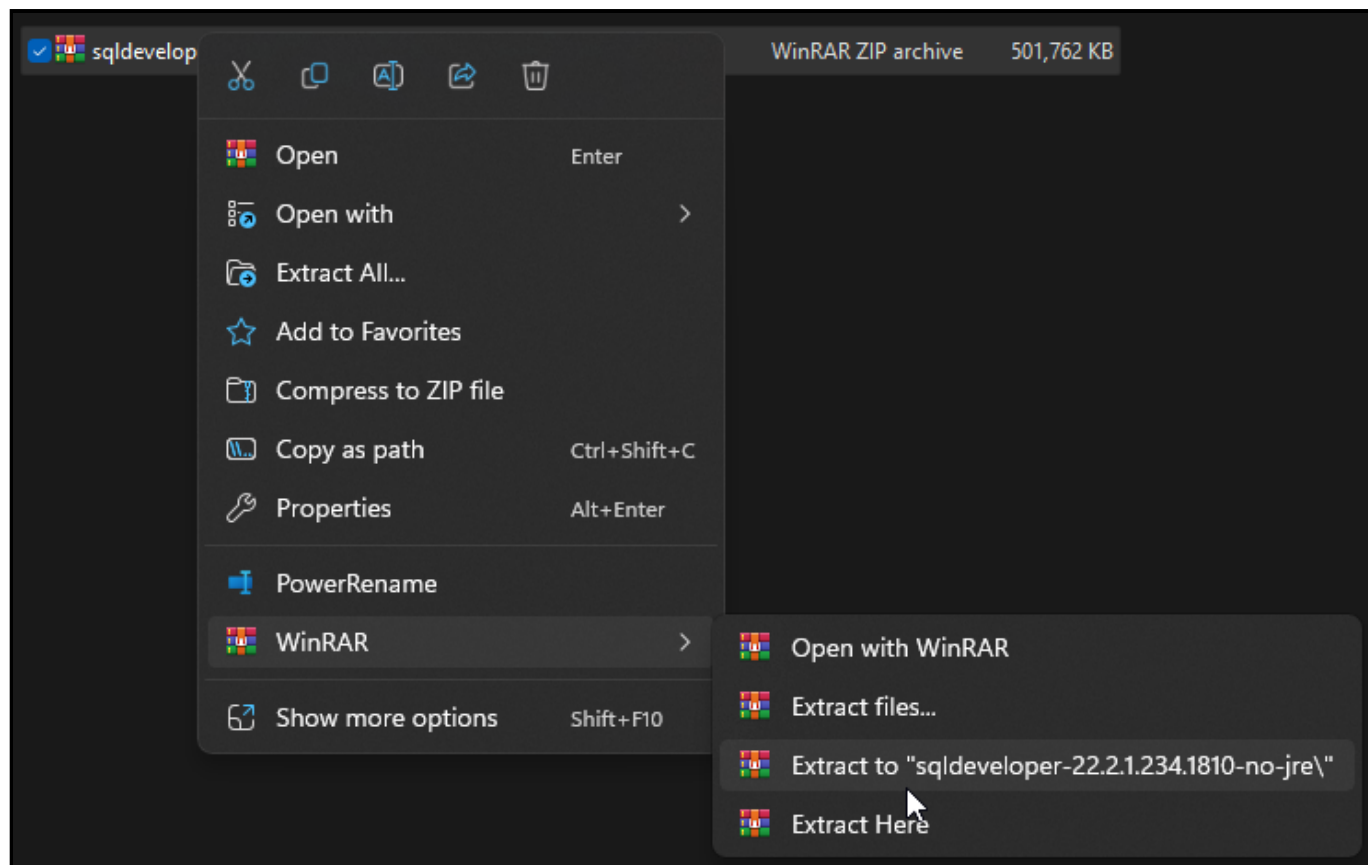 sqldevelop
WinRAR ZIP archive 501,762 KB
Open Enter
Open with
Extract All...
Add to Favorites
Compress to ZIP file
Copy as path Ctrl+Shift+C
Properties Alt+Enter
PowerRename
WinRAR
Show more options Shift+F10
Open with WinRAR
Extract files...
Extract to "sqldeveloper-22.2.1.234.1810-no-jre\"
Extract Here